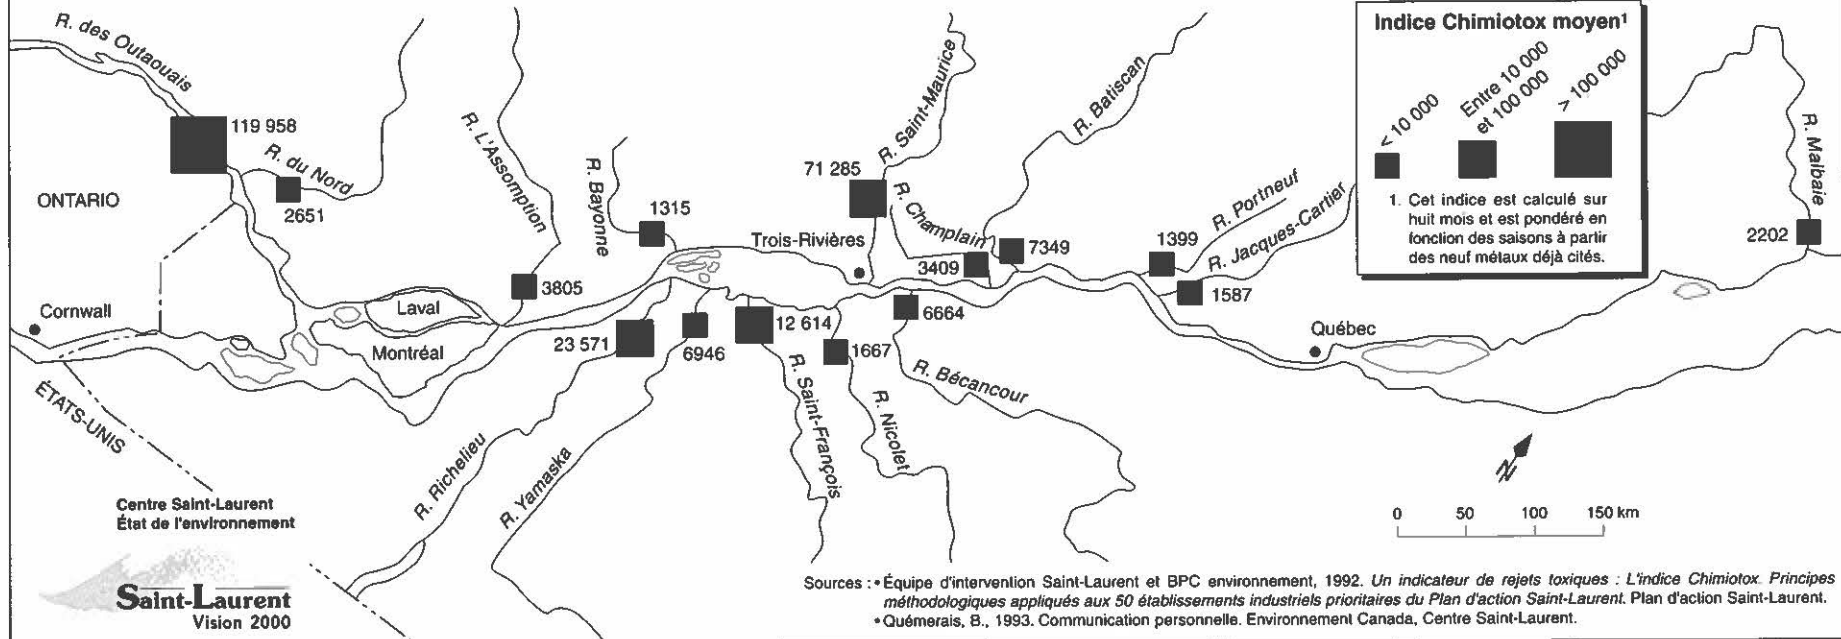 R. des Outaouais
119 958
R. du Nord
2651
ONTARIO
R. L'Assomption
3805
R. Bayonne
1315
71 285
R. Saint-Maurice
R. Champlain
3409
R. Batiscan
7349
Trois-Rivières
1399
R. Portneuf
R. Jacques-Cartier
1587
Indice Chimiotox moyen¹
< 10 000
Entre 10 000
et 100 000
> 100 000
1. Cet indice est calculé sur
huit mois et est pondéré en
fonction des saisons à partir
des neuf métaux déjà cités.
R. Malbaie
2202
Cornwall
Laval
Montréal
23 571
6946
12 614
1667
6664
Québec
ÉTATS-UNIS
R. Richelieu
R. Yamaska
R. Saint-François
R. Nicolet
R. Bécancour
N
0 50 100 150 km
Centre Saint-Laurent
État de l'environnement
Saint-Laurent
Vision 2000
Sources : • Équipe d'intervention Saint-Laurent et BPC environnement, 1992. Un indicateur de rejets toxiques : L'indice Chimiotox. Principes
méthodologiques appliqués aux 50 établissements industriels prioritaires du Plan d'action Saint-Laurent. Plan d'action Saint-Laurent.
• Quémerais, B., 1993. Communication personnelle. Environnement Canada, Centre Saint-Laurent.